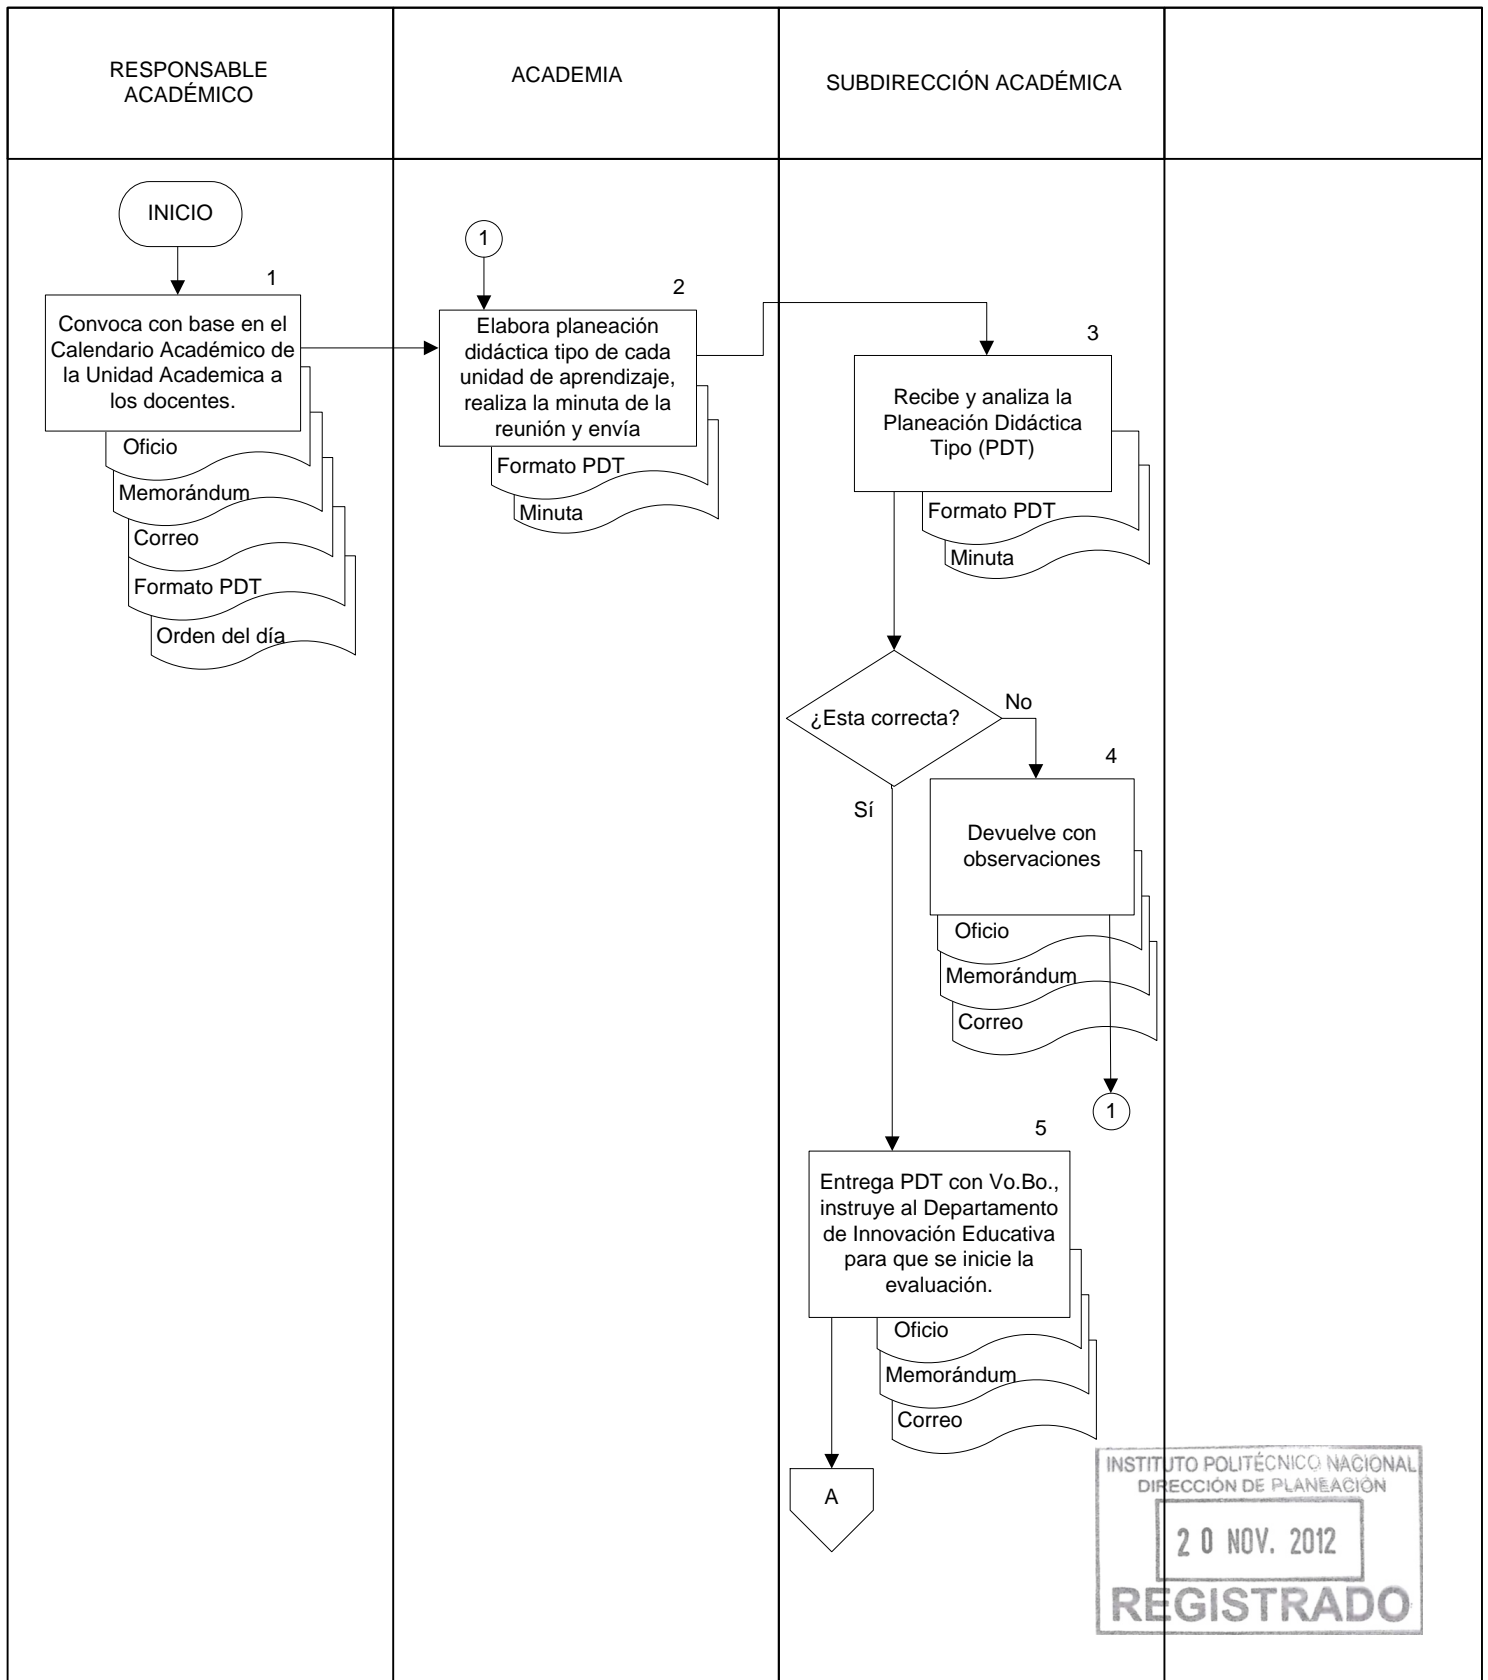 RESPONSABLE
ACADÉMICO
ACADEMIA
SUBDIRECCIÓN ACADÉMICA
INICIO
1
Convoca con base en el
Calendario Académico de
la Unidad Academica a
los docentes.
Oficio
Memorándum
Correo
Formato PDT
Orden del día
1
2
Elabora planeación
didáctica tipo de cada
unidad de aprendizaje,
realiza la minuta de la
reunión y envía
Formato PDT
Minuta
3
Recibe y analiza la
Planeación Didáctica
Tipo (PDT)
Formato PDT
Minuta
¿Esta correcta?
No
Sí
4
Devuelve con
observaciones
Oficio
Memorándum
Correo
1
5
Entrega PDT con Vo.Bo.,
instruye al Departamento
de Innovación Educativa
para que se inicie la
evaluación.
Oficio
Memorándum
Correo
A
INSTITUTO POLITÉCNICO NACIONAL
DIRECCIÓN DE PLANEACIÓN
20 NOV. 2012
REGISTRADO